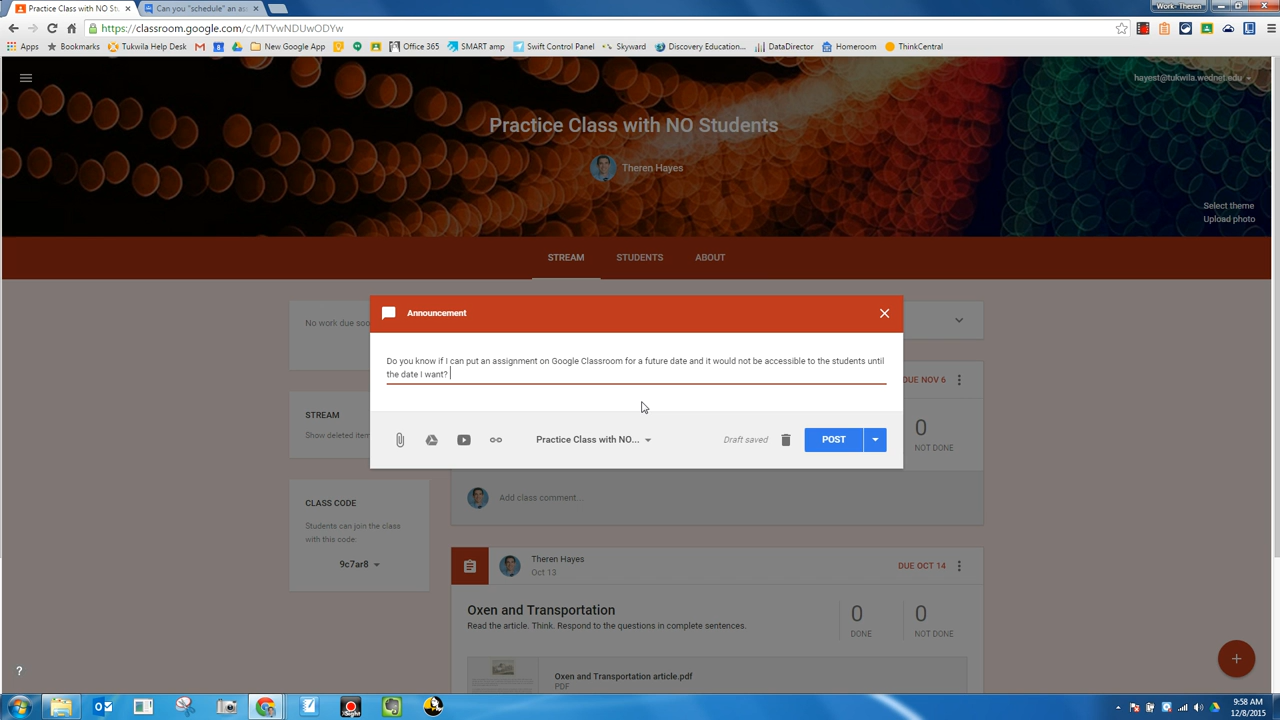 Practice Class with NO St
Can you "schedule" an as
Work- Theren
https://classroom.google.com/c/MTYwNDUwODYw
Apps
Bookmarks
Tukwila Help Desk
New Google App
Office 365
SMART amp
Swift Control Panel
Skyward
Discovery Education...
DataDirector
Homeroom
ThinkCentral
hayest@tukwila.wednet.edu
Practice Class with NO Students
Theren Hayes
Select theme
Upload photo
STREAM
STUDENTS
ABOUT
No work due soo
Announcement
Do you know if I can put an assignment on Google Classroom for a future date and it would not be accessible to the students until
the date I want?
DUE NOV 6
STREAM
Show deleted item
0
NOT DONE
Practice Class with NO...
Draft saved
POST
CLASS CODE
Students can join the class
with this code:
9c7ar8
Add class comment...
Theren Hayes
Oct 13
DUE OCT 14
Oxen and Transportation
Read the article. Think. Respond to the questions in complete sentences.
0
DONE
0
NOT DONE
Oxen and Transportation article.pdf
PDF
?
9:58 AM
12/8/2015